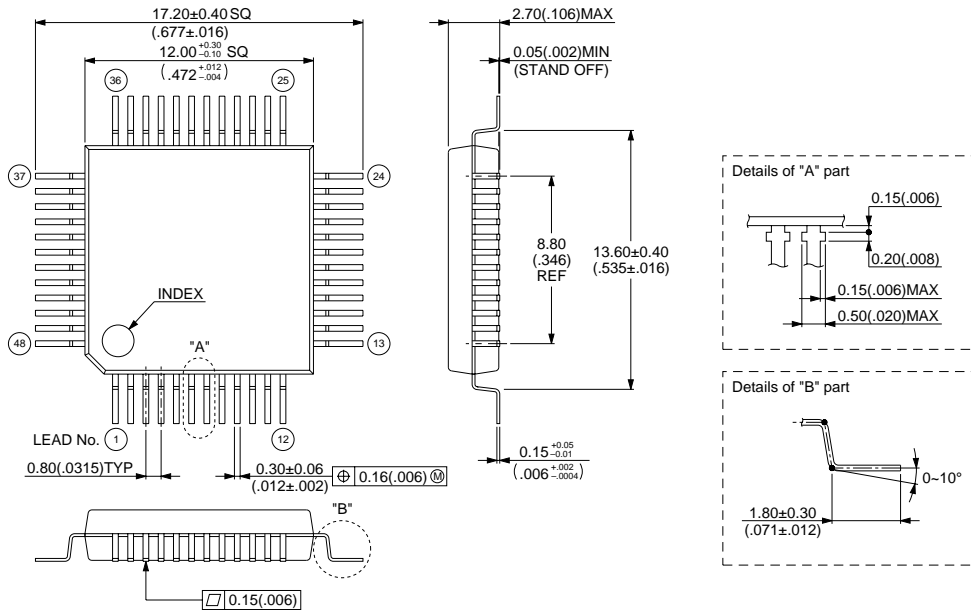 17.20±0.40 SQ
(.677±.016)
12.00 +0.30 –0.10 SQ
(.472 +.012 –.004)
36
25
37
24
INDEX
48
13
"A"
LEAD No. 1
12
0.80(.0315)TYP
0.30±0.06
(.012±.002)
⌖ 0.16(.006) Ⓜ
"B"
▱ 0.15(.006)
2.70(.106)MAX
0.05(.002)MIN
(STAND OFF)
8.80
(.346)
REF
13.60±0.40
(.535±.016)
0.15 +0.05 –0.01
(.006 +.002 –.0004)
Details of "A" part
0.15(.006)
0.20(.008)
0.15(.006)MAX
0.50(.020)MAX
Details of "B" part
0~10°
1.80±0.30
(.071±.012)